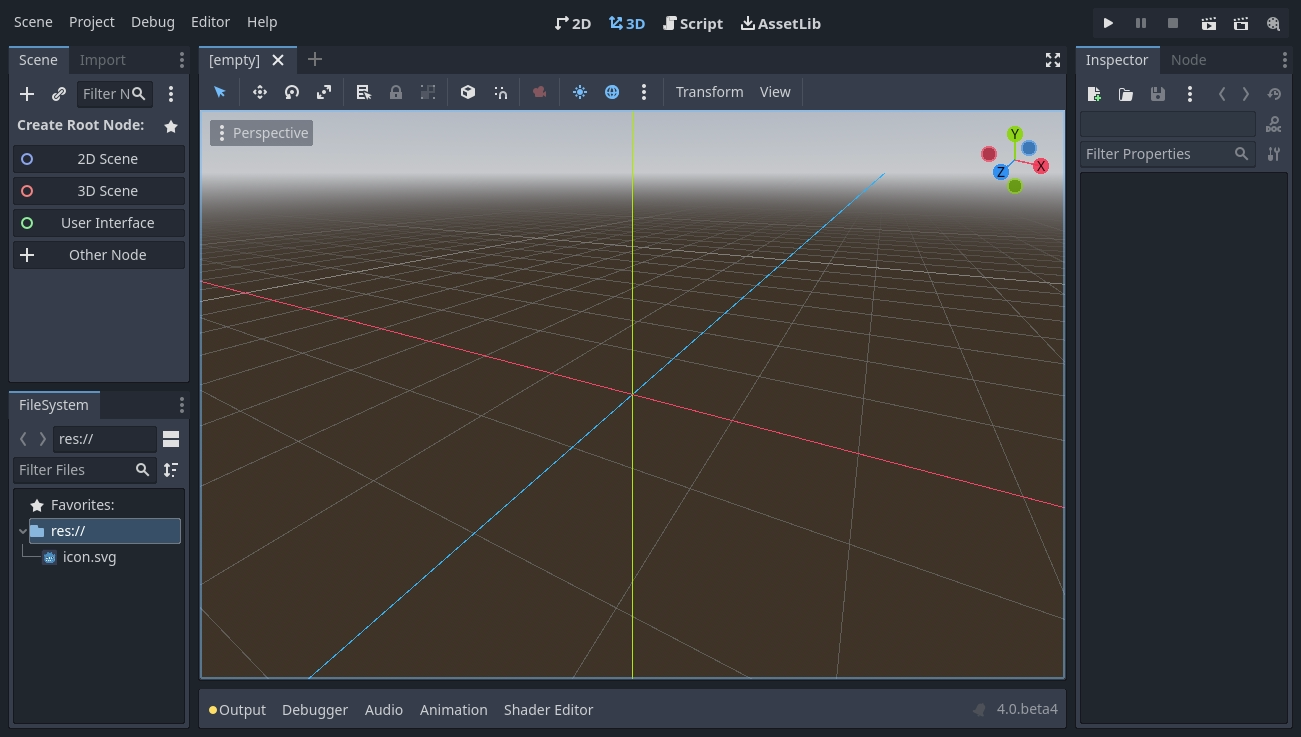 Scene Project Debug Editor Help
2D 3D Script AssetLib
Scene Import
Filter N
Create Root Node:
2D Scene
3D Scene
User Interface
Other Node
FileSystem
res://
Filter Files
Favorites:
res://
icon.svg
[empty]
Transform View
Perspective
Y
X
Z
Output Debugger Audio Animation Shader Editor 4.0.beta4
Inspector Node
DOC
Filter Properties